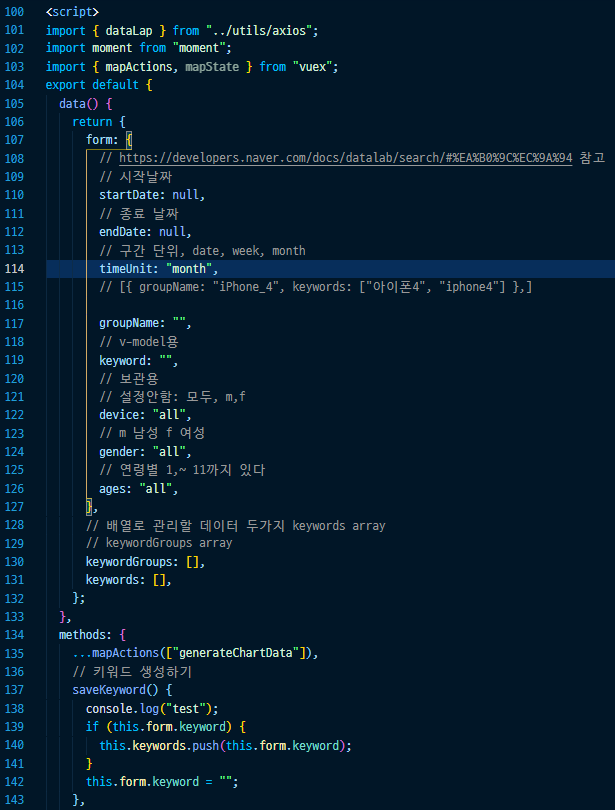 100 <script>
101 import { dataLap } from "../utils/axios";
102 import moment from "moment";
103 import { mapActions, mapState } from "vuex";
104 export default {
105   data() {
106     return {
107       form: {
108         // https://developers.naver.com/docs/datalab/search/#%EA%B0%9C%EC%9A%94 참고
109         // 시작날짜
110         startDate: null,
111         // 종료 날짜
112         endDate: null,
113         // 구간 단위, date, week, month
114         timeUnit: "month",
115         // [{ groupName: "iPhone_4", keywords: ["아이폰4", "iphone4"] },]
116
117         groupName: "",
118         // v-model용
119         keyword: "",
120         // 보관용
121         // 설정안함: 모두, m,f
122         device: "all",
123         // m 남성 f 여성
124         gender: "all",
125         // 연령별 1,~ 11까지 있다
126         ages: "all",
127       },
128       // 배열로 관리할 데이터 두가지 keywords array
129       // keywordGroups array
130       keywordGroups: [],
131       keywords: [],
132     };
133   },
134   methods: {
135     ...mapActions(["generateChartData"]),
136     // 키워드 생성하기
137     saveKeyword() {
138       console.log("test");
139       if (this.form.keyword) {
140         this.keywords.push(this.form.keyword);
141       }
142       this.form.keyword = "";
143     },